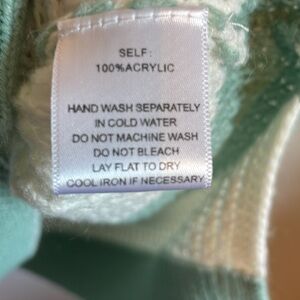 SELF:
100%ACRYLIC
HAND WASH SEPARATELY
IN COLD WATER
DO NOT MACHINE WASH
DO NOT BLEACH
LAY FLAT TO DRY
COOL IRON IF NECESSARY